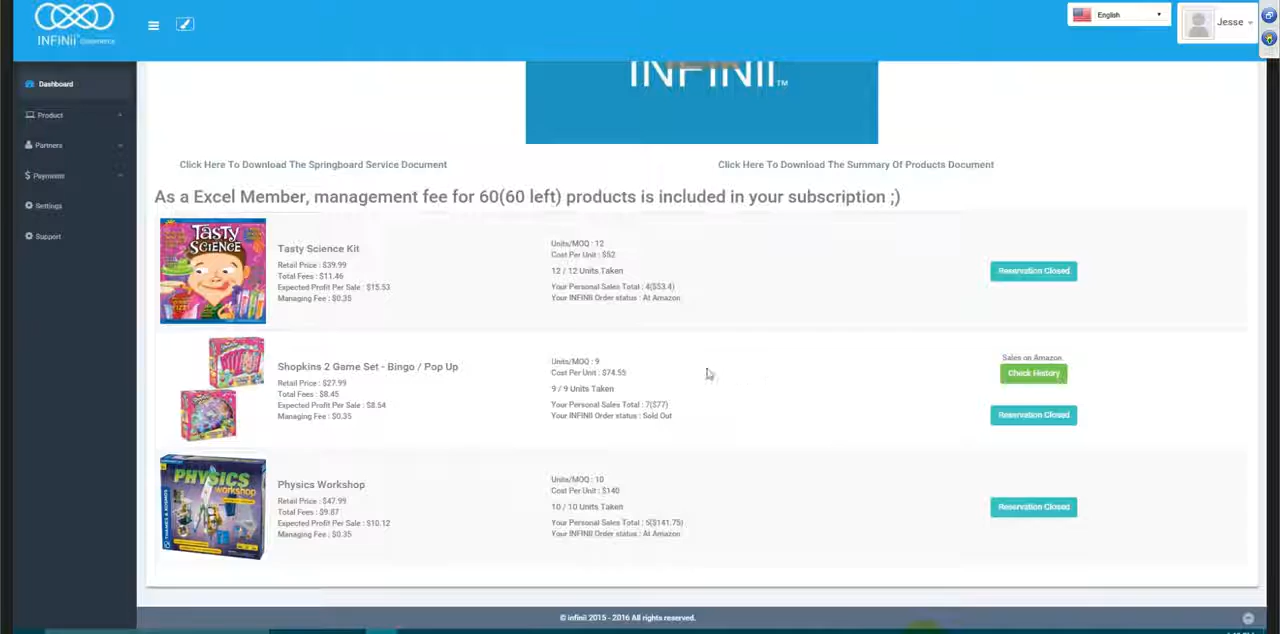 INFINII Ecommerce
English
Jesse
Dashboard
Product
Partners
$ Payments
Settings
Support
INFINII™
Click Here To Download The Springboard Service Document
Click Here To Download The Summary Of Products Document
As a Excel Member, management fee for 60(60 left) products is included in your subscription ;)
TASTY SCIENCE
Tasty Science Kit
Retail Price : $39.99
Total Fees : $11.46
Expected Profit Per Sale : $15.53
Managing Fee : $0.35
Units/MOQ : 12
Cost Per Unit : $52
12 / 12 Units Taken
Your Personal Sales Total : 4($53.4)
Your INFINII Order status : At Amazon
Reservation Closed
Shopkins 2 Game Set - Bingo / Pop Up
Retail Price : $27.99
Total Fees : $8.45
Expected Profit Per Sale : $8.54
Managing Fee : $0.35
Units/MOQ : 9
Cost Per Unit : $74.55
9 / 9 Units Taken
Your Personal Sales Total : 7($77)
Your INFINII Order status : Sold Out
Sales on Amazon
Check History
Reservation Closed
PHYSICS WORKSHOP
Physics Workshop
Retail Price : $47.99
Total Fees : $9.87
Expected Profit Per Sale : $10.12
Managing Fee : $0.35
Units/MOQ : 10
Cost Per Unit : $140
10 / 10 Units Taken
Your Personal Sales Total : 5($141.75)
Your INFINII Order status : At Amazon
Reservation Closed
© infinii 2015 - 2016 All rights reserved.